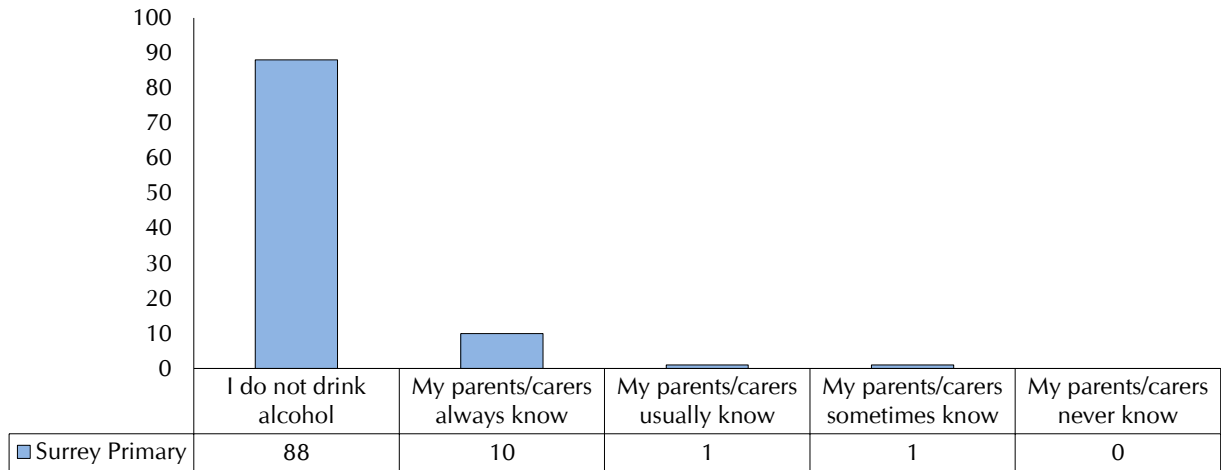 100
90
80
70
60
50
40
30
20
10
0
I do not drink alcohol
My parents/carers always know
My parents/carers usually know
My parents/carers sometimes know
My parents/carers never know
Surrey Primary 88 10 1 1 0